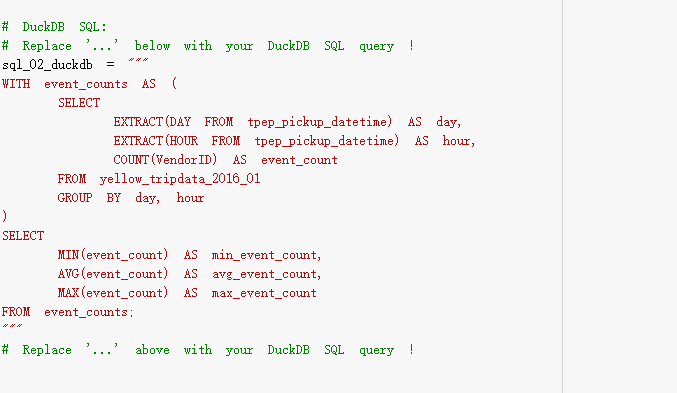 # DuckDB SQL:
# Replace '...' below with your DuckDB SQL query !
sql_02_duckdb = """
WITH event_counts AS (
SELECT
EXTRACT(DAY FROM tpep_pickup_datetime) AS day,
EXTRACT(HOUR FROM tpep_pickup_datetime) AS hour,
COUNT(VendorID) AS event_count
FROM yellow_tripdata_2016_01
GROUP BY day, hour
)
SELECT
MIN(event_count) AS min_event_count,
AVG(event_count) AS avg_event_count,
MAX(event_count) AS max_event_count
FROM event_counts;
"""
# Replace '...' above with your DuckDB SQL query !